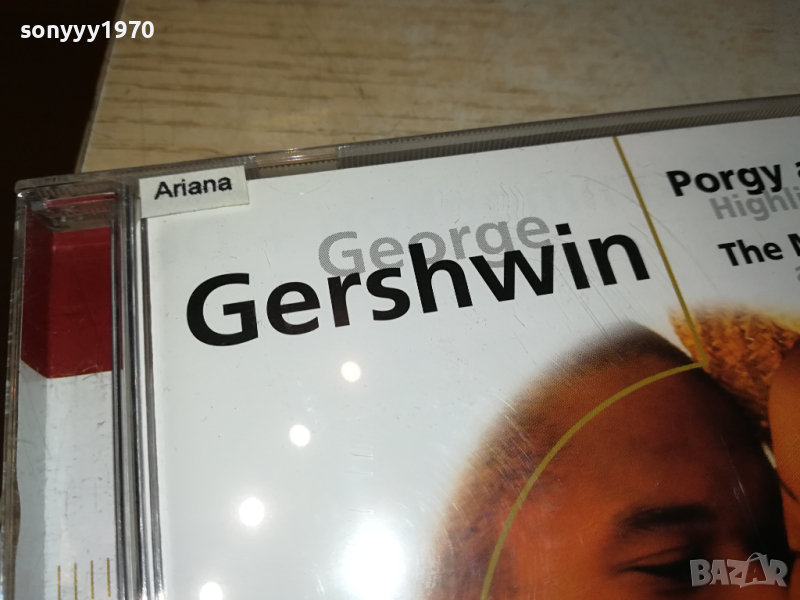 sonyyy1970
Ariana
George
Gershwin
Porgy
Highli
The
BAZAR